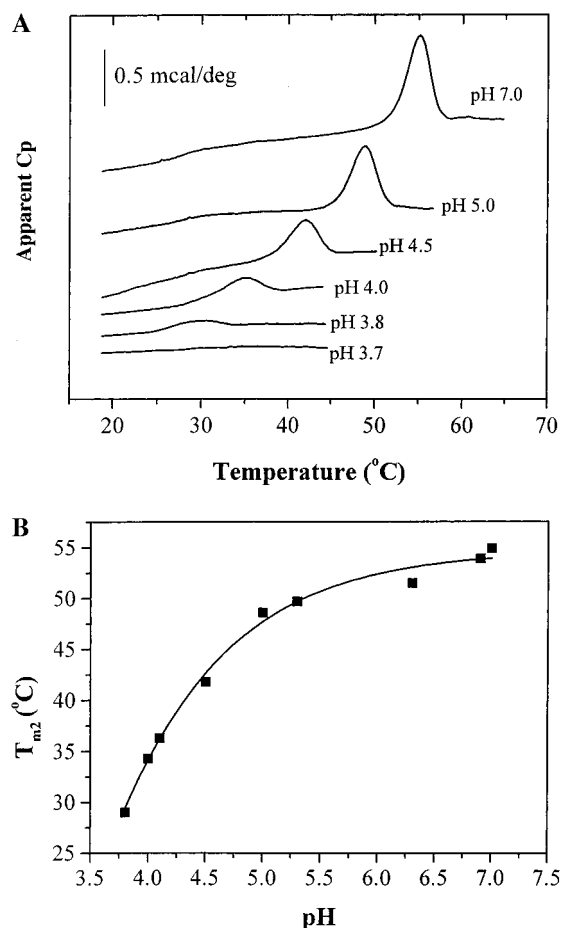 A
0.5 mcal/deg
pH 7.0
pH 5.0
pH 4.5
pH 4.0
pH 3.8
pH 3.7
Apparent Cp
20 30 40 50 60 70
Temperature (°C)
B
55
50
45
40
35
30
25
Tm2 (°C)
3.5 4.0 4.5 5.0 5.5 6.0 6.5 7.0 7.5
pH